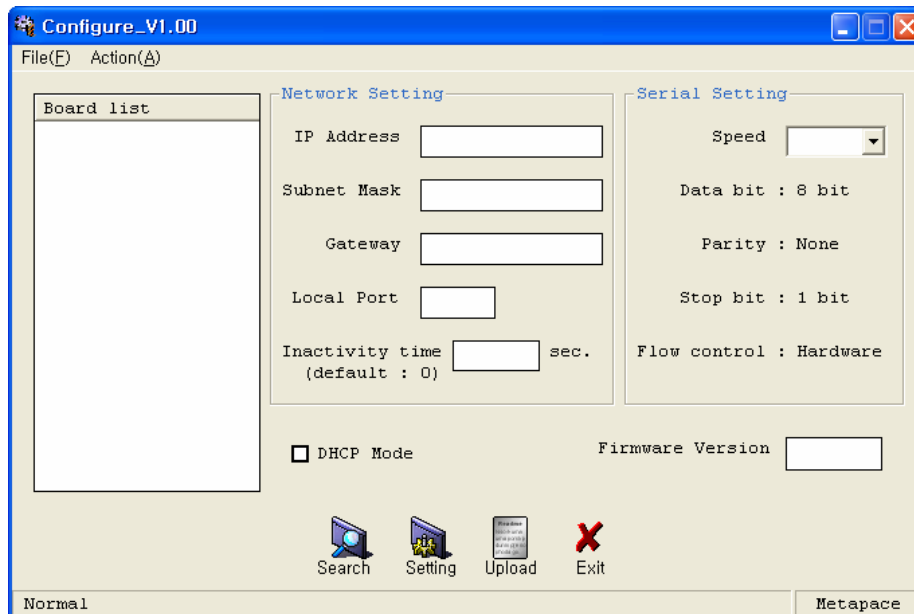 Configure_V1.00
File(F) Action(A)
Board list
Network Setting
IP Address
Subnet Mask
Gateway
Local Port
Inactivity time sec.
(default : 0)
Serial Setting
Speed
Data bit : 8 bit
Parity : None
Stop bit : 1 bit
Flow control : Hardware
DHCP Mode
Firmware Version
Search Setting Upload Exit
Normal Metapace